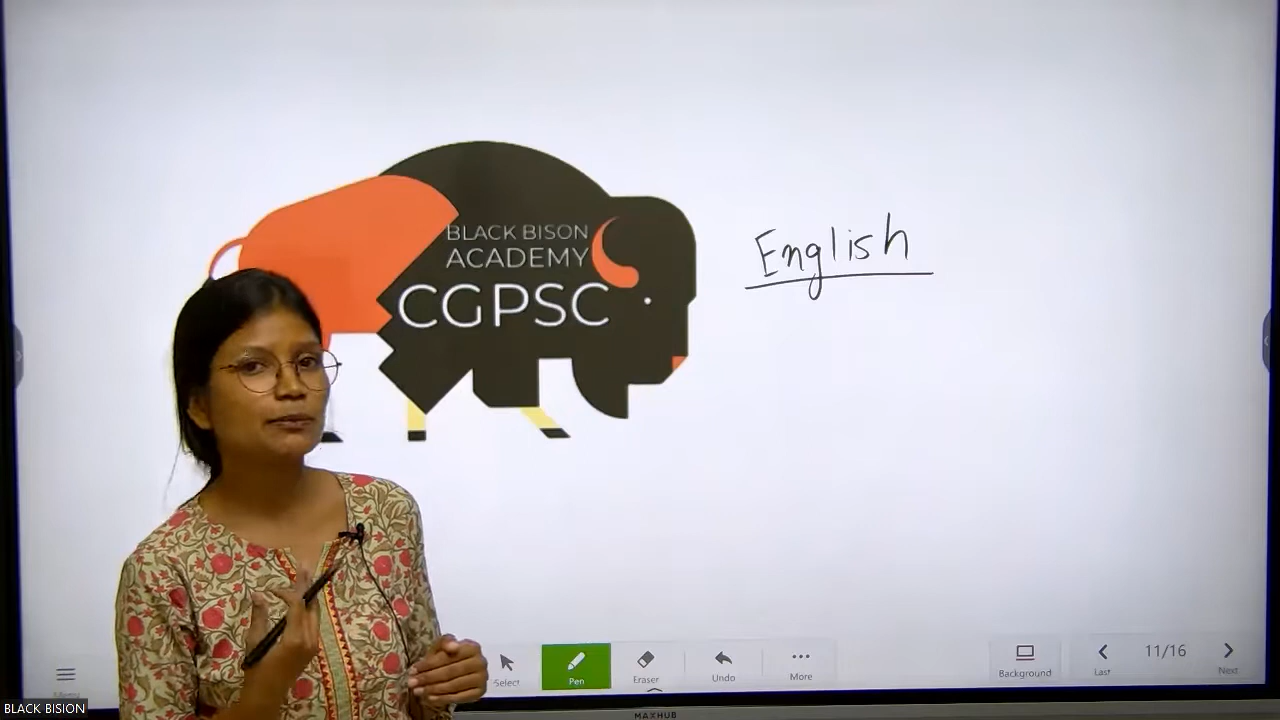 BLACK BISON
ACADEMY
CGPSC
English
Select
Pen
Eraser
Undo
More
Background
Last
11/16
Next
MAXHUB
BLACK BISION